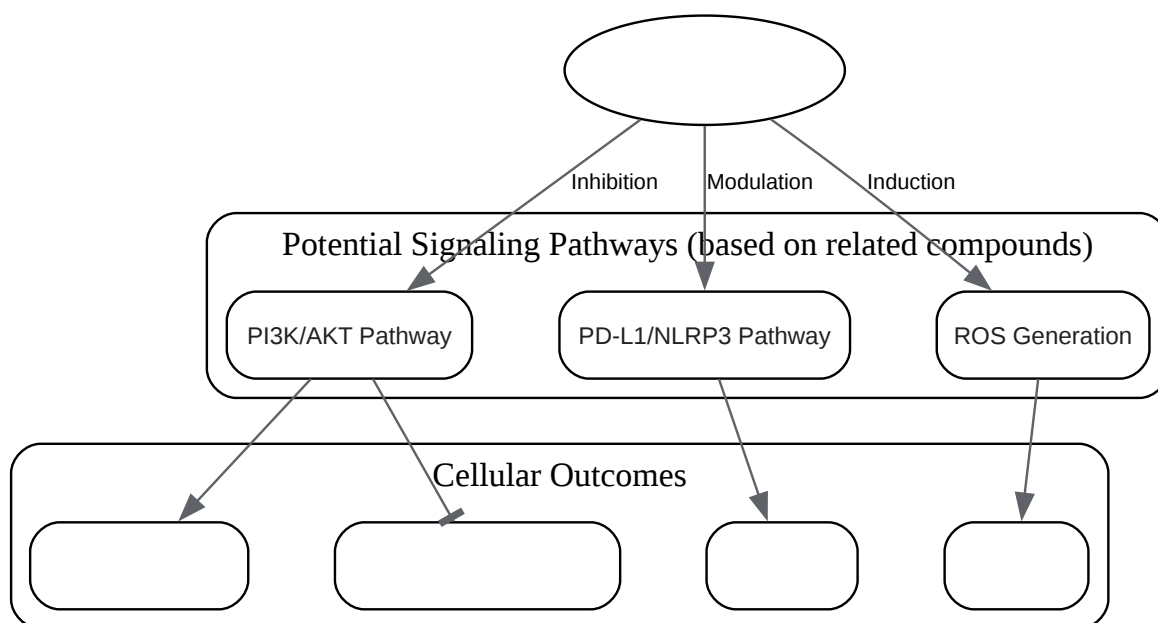 Inhibition
Modulation
Induction
Potential Signaling Pathways (based on related compounds)
PI3K/AKT Pathway
PD-L1/NLRP3 Pathway
ROS Generation
Cellular Outcomes